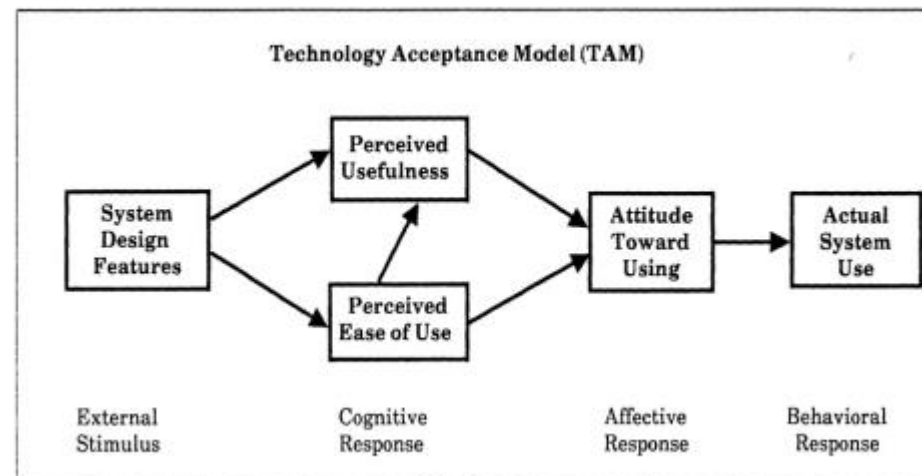 Technology Acceptance Model (TAM)
Perceived
Usefulness
System
Design
Features
Attitude
Toward
Using
Actual
System
Use
Perceived
Ease of Use
External
Stimulus
Cognitive
Response
Affective
Response
Behavioral
Response